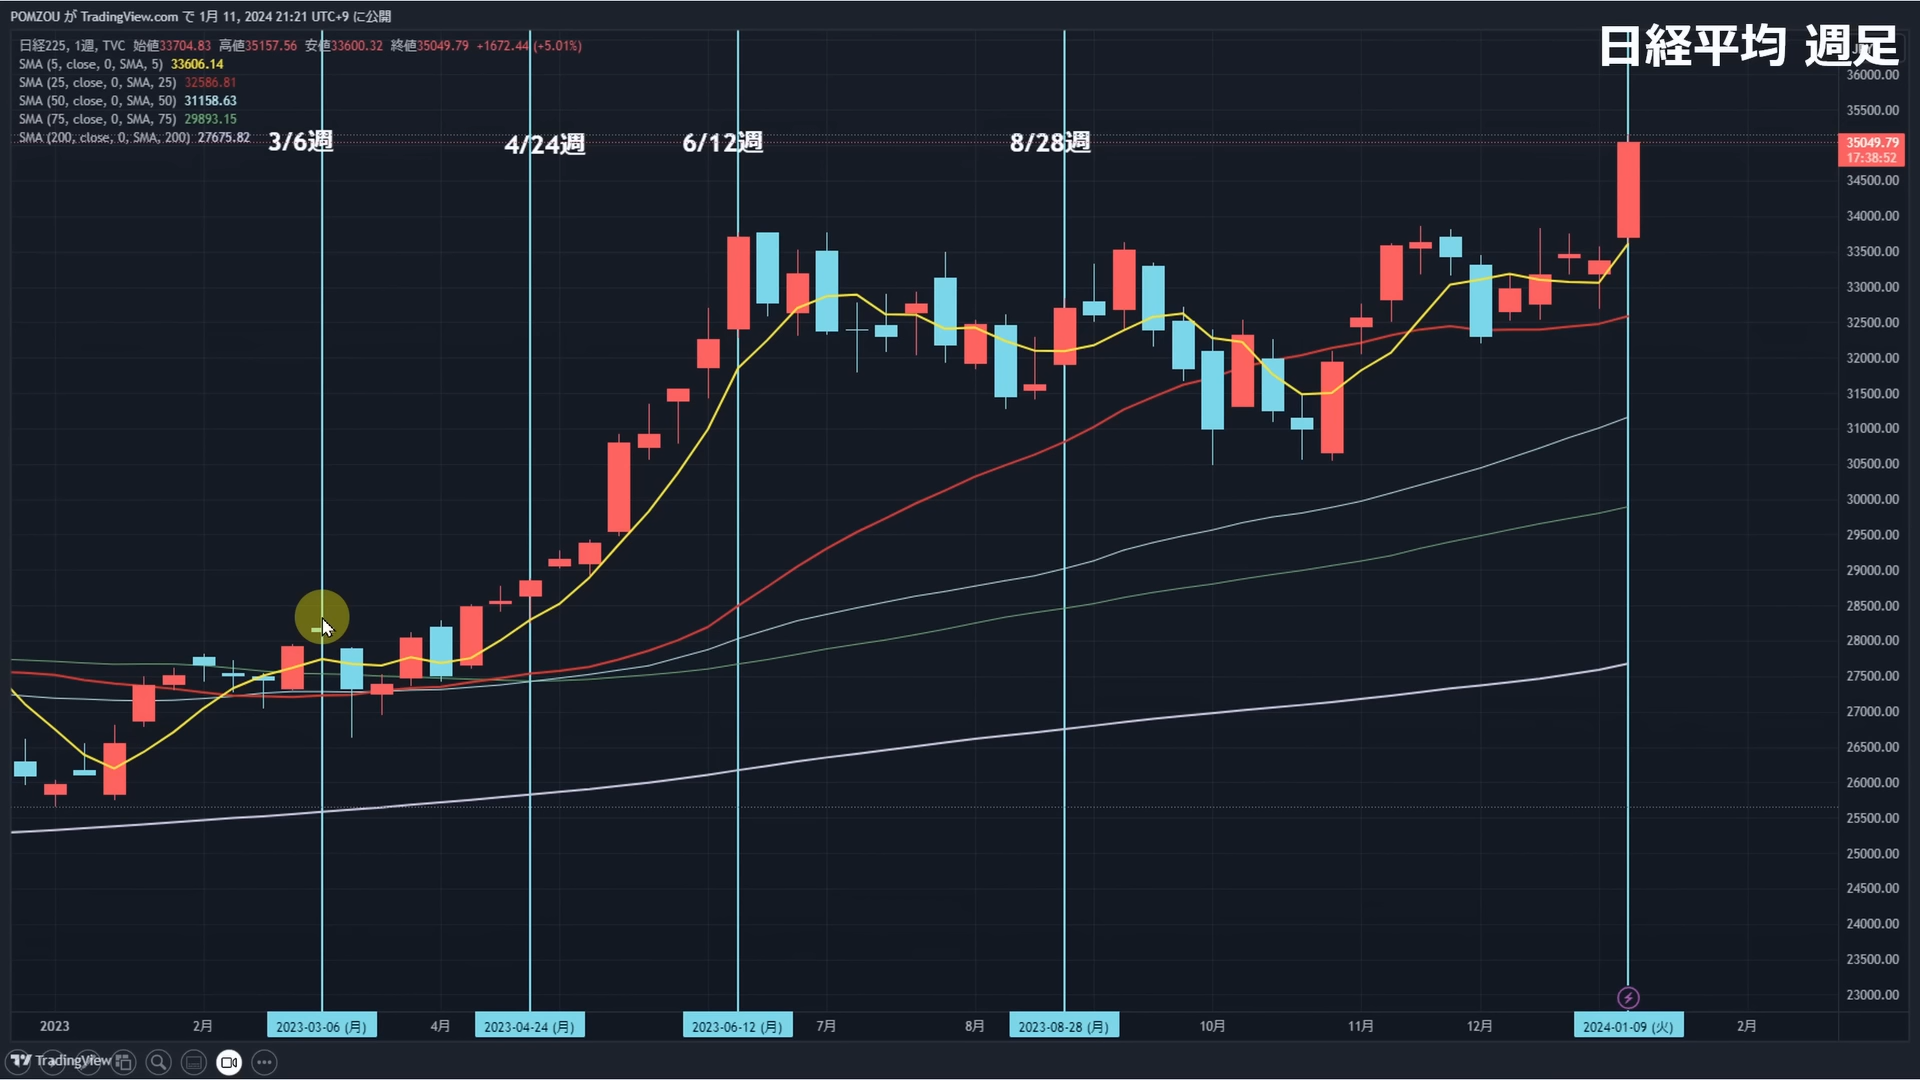 POMZOU が TradingView.com で 1月 11, 2024 21:21 UTC+9 に公開
日経平均 週足
日経225, 1週, TVC 始値33704.83 高値35157.56 安値33600.32 終値35049.79 +1672.44 (+5.01%)
SMA (5, close, 0, SMA, 5) 33606.14
SMA (25, close, 0, SMA, 25) 32586.81
SMA (50, close, 0, SMA, 50) 31158.63
SMA (75, close, 0, SMA, 75) 29893.15
SMA (200, close, 0, SMA, 200) 27675.82
3/6週
4/24週
6/12週
8/28週
36000.00
35500.00
35049.79
17:38:52
34500.00
34000.00
33500.00
33000.00
32500.00
32000.00
31500.00
31000.00
30500.00
30000.00
29500.00
29000.00
28500.00
28000.00
27500.00
27000.00
26500.00
26000.00
25500.00
25000.00
24500.00
24000.00
23500.00
23000.00
2023
2月
2023-03-06 (月)
4月
2023-04-24 (月)
2023-06-12 (月)
7月
8月
2023-08-28 (月)
10月
11月
12月
2024-01-09 (火)
2月
TradingView